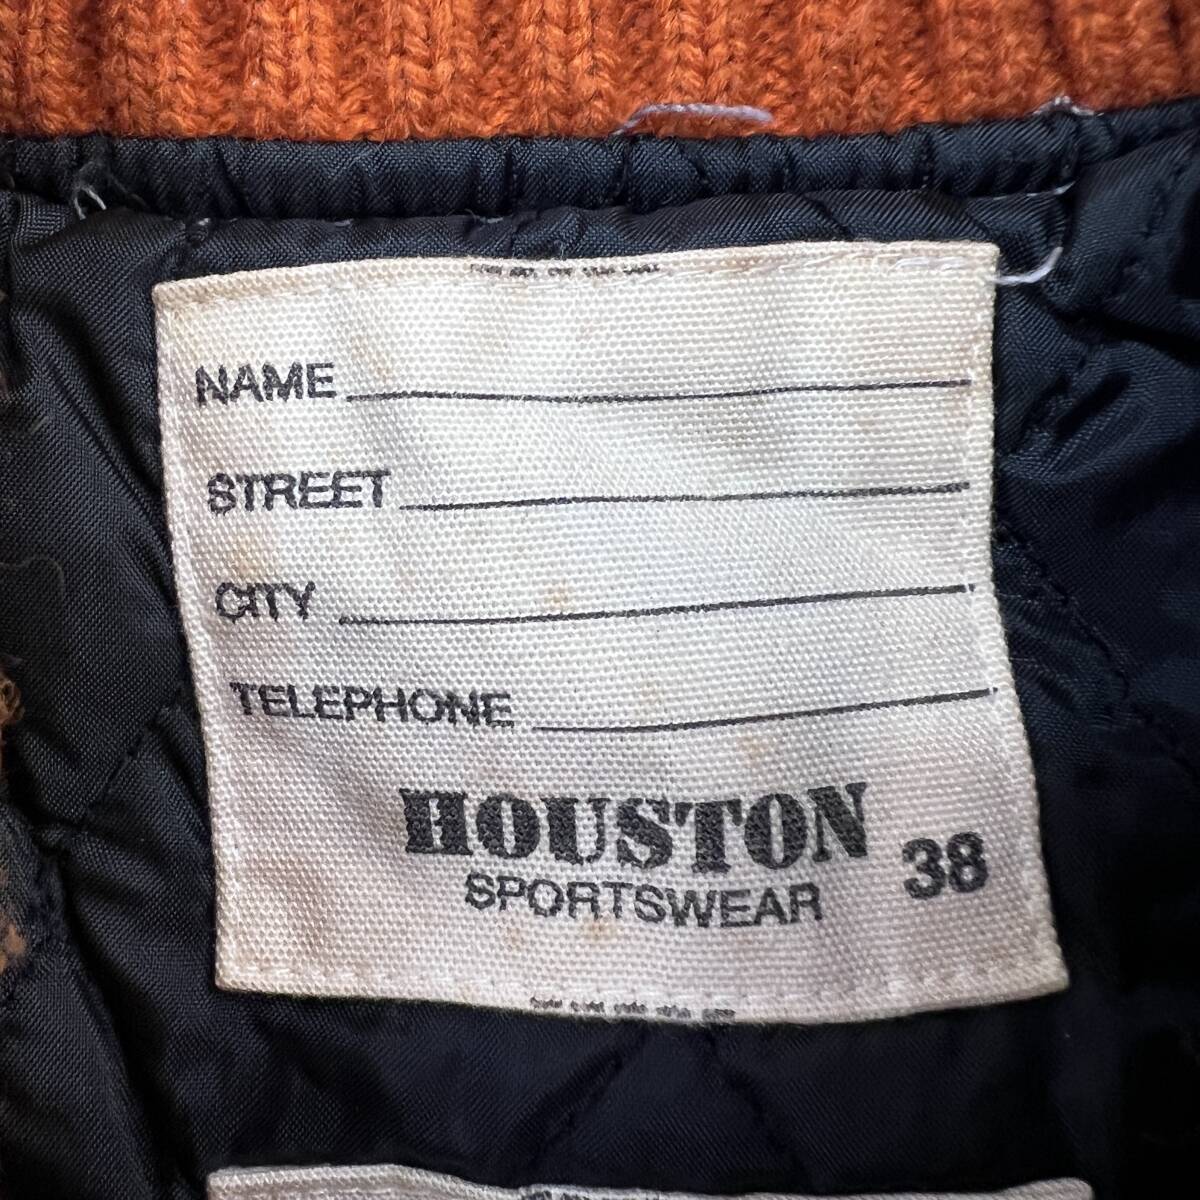 NAME
STREET
CITY
TELEPHONE
HOUSTON
SPORTSWEAR 38